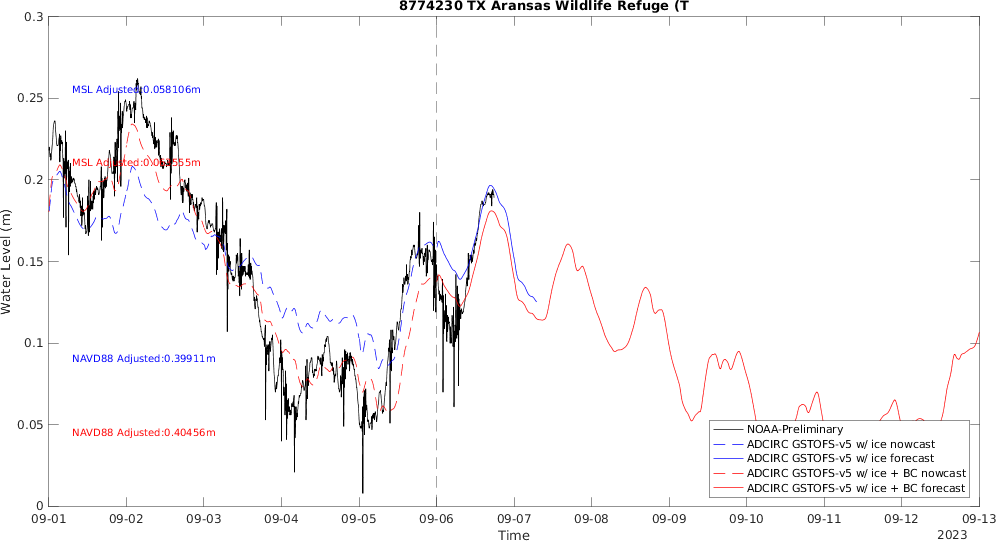 8774230 TX Aransas Wildlife Refuge (T
0.3
0.25
0.2
0.15
0.1
0.05
0
Water Level (m)
MSL Adjusted:0.058106m
NAVD88 Adjusted:0.39911m
NAVD88 Adjusted:0.40456m
NOAA-Preliminary
ADCIRC GSTOFS-v5 w/ ice nowcast
ADCIRC GSTOFS-v5 w/ ice forecast
ADCIRC GSTOFS-v5 w/ ice + BC nowcast
ADCIRC GSTOFS-v5 w/ ice + BC forecast
09-01 09-02 09-03 09-04 09-05 09-06 09-07 09-08 09-09 09-10 09-11 09-12 09-13
Time
2023